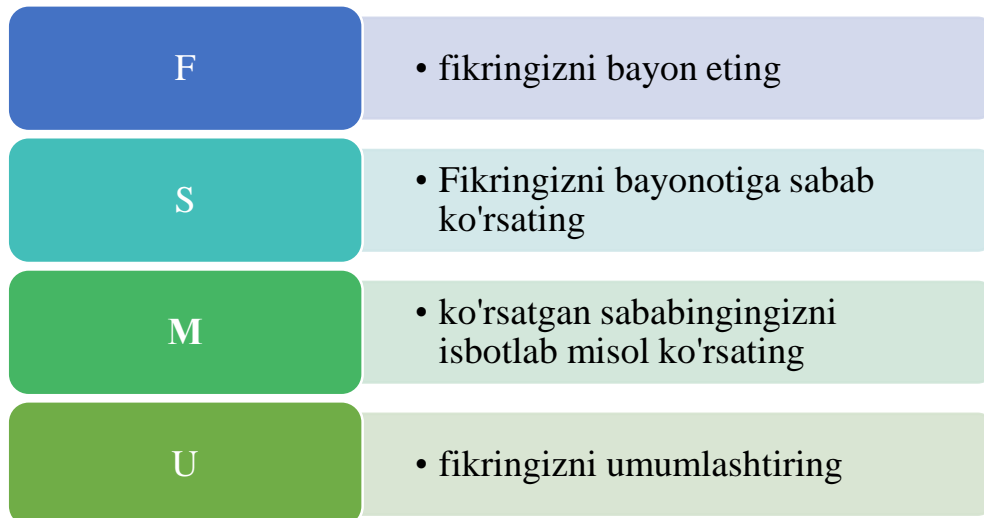 F
• fikringizni bayon eting
S
• Fikringizni bayonotiga sabab
ko'rsating
M
• ko'rsatgan sababingingizni
isbotlab misol ko'rsating
U
• fikringizni umumlashtiring